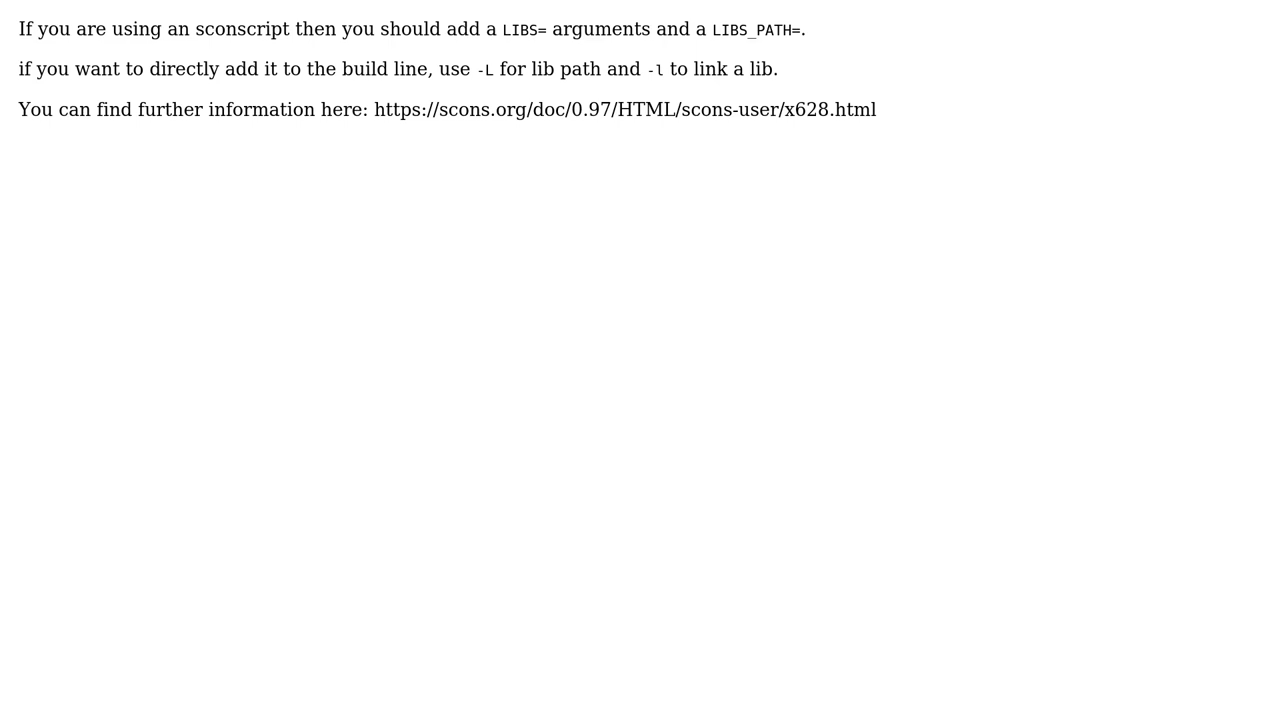 If you are using an sconscript then you should add a LIBS= arguments and a LIBS_PATH=.
if you want to directly add it to the build line, use -L for lib path and -l to link a lib.
You can find further information here: https://scons.org/doc/0.97/HTML/scons-user/x628.html